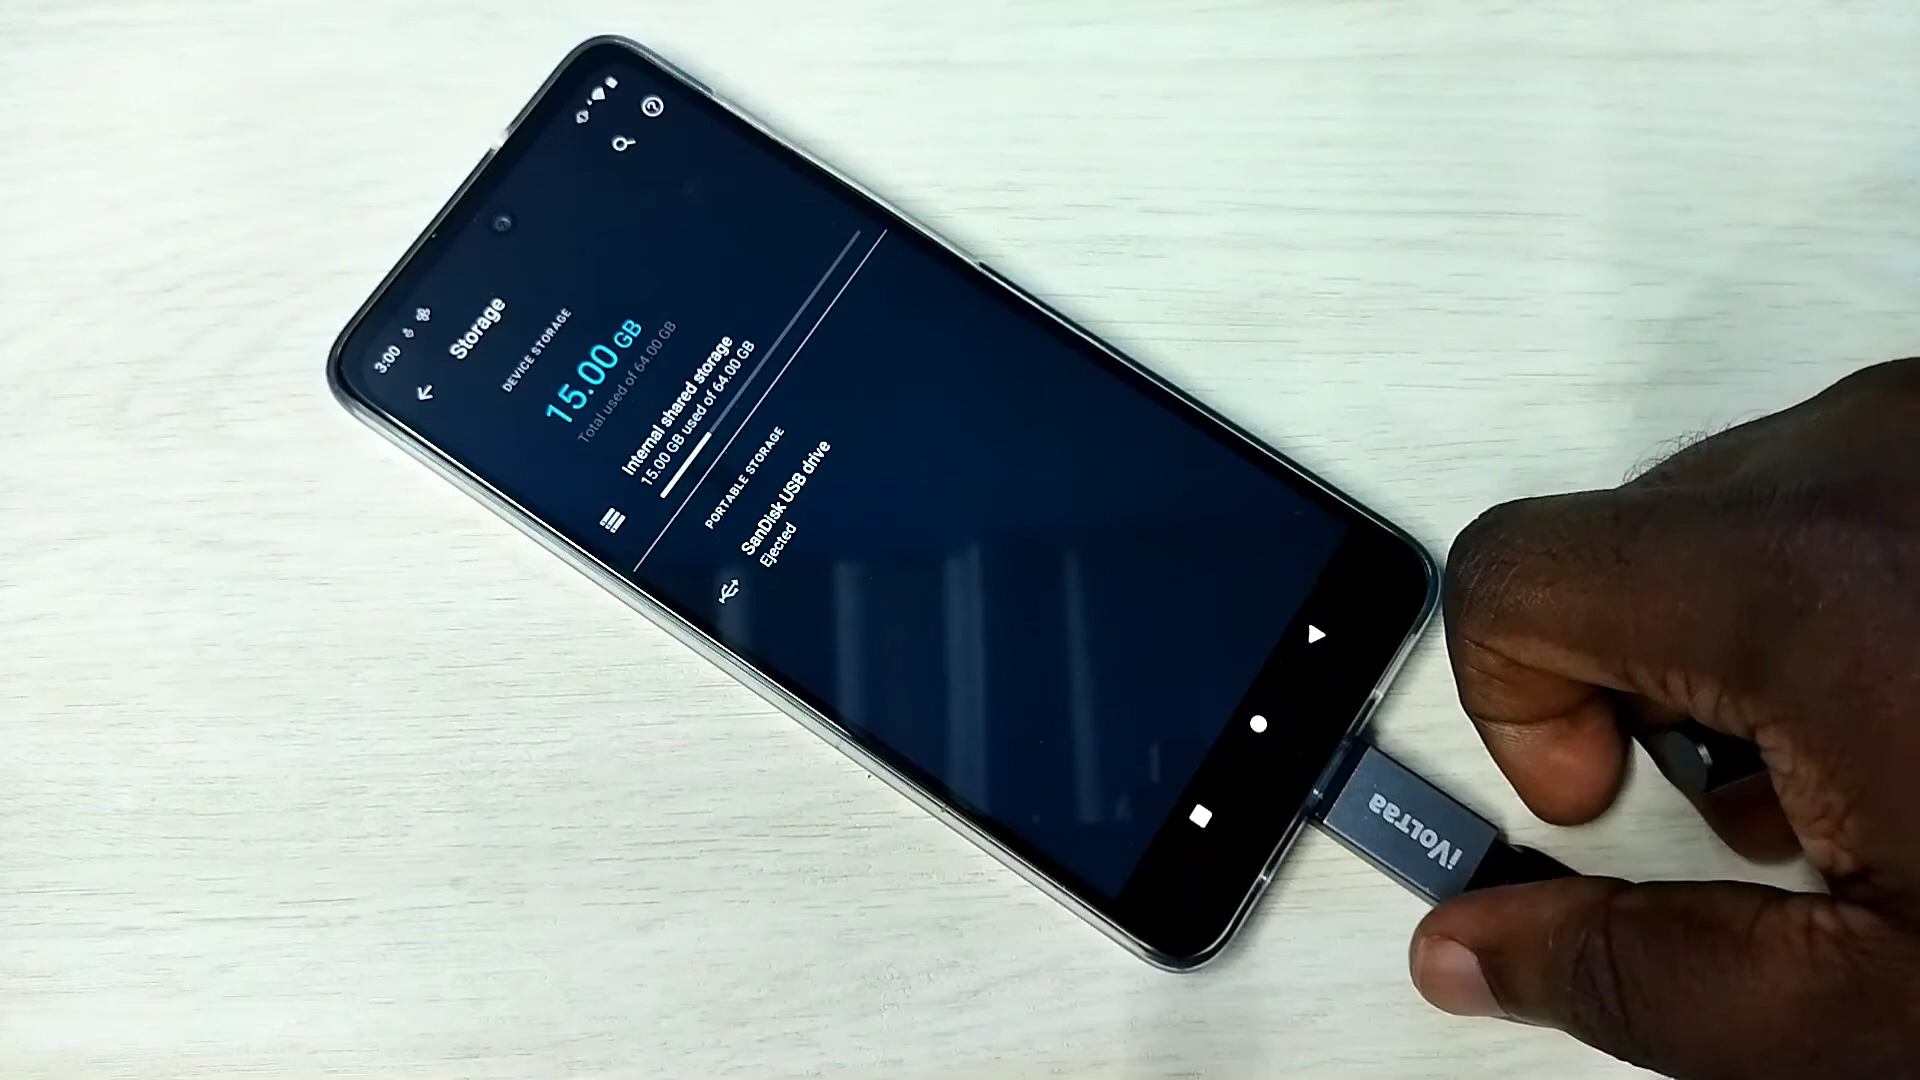 3:00
Storage
DEVICE STORAGE
15.00 GB
Total used of 64.00 GB
Internal shared storage
15.00 GB used of 64.00 GB
PORTABLE STORAGE
SanDisk USB drive
Ejected
iVOLTAA